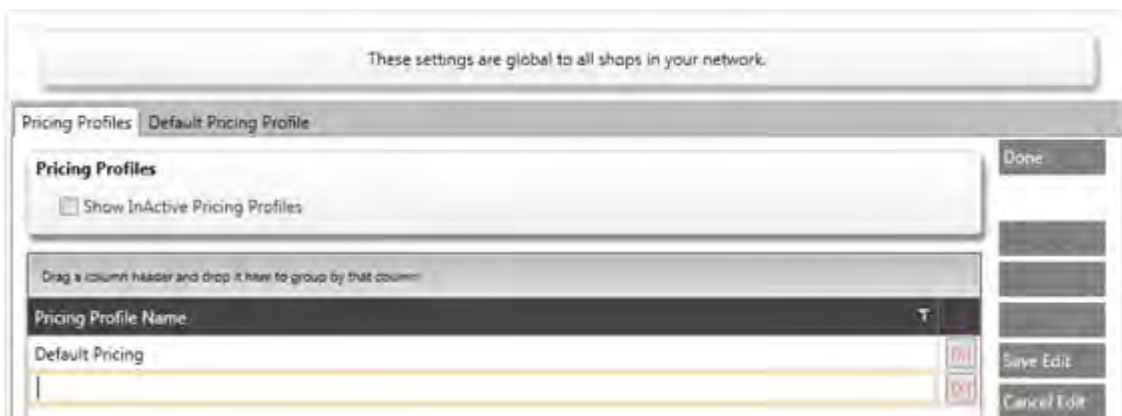 These settings are global to all shops in your network.
Pricing Profiles Default Pricing Profile
Pricing Profiles
Done
Show InActive Pricing Profiles
Drag a column header and drop it here to group by that column
Pricing Profile Name
Default Pricing
[X]
Save Edit
[X]
Cancel Edit